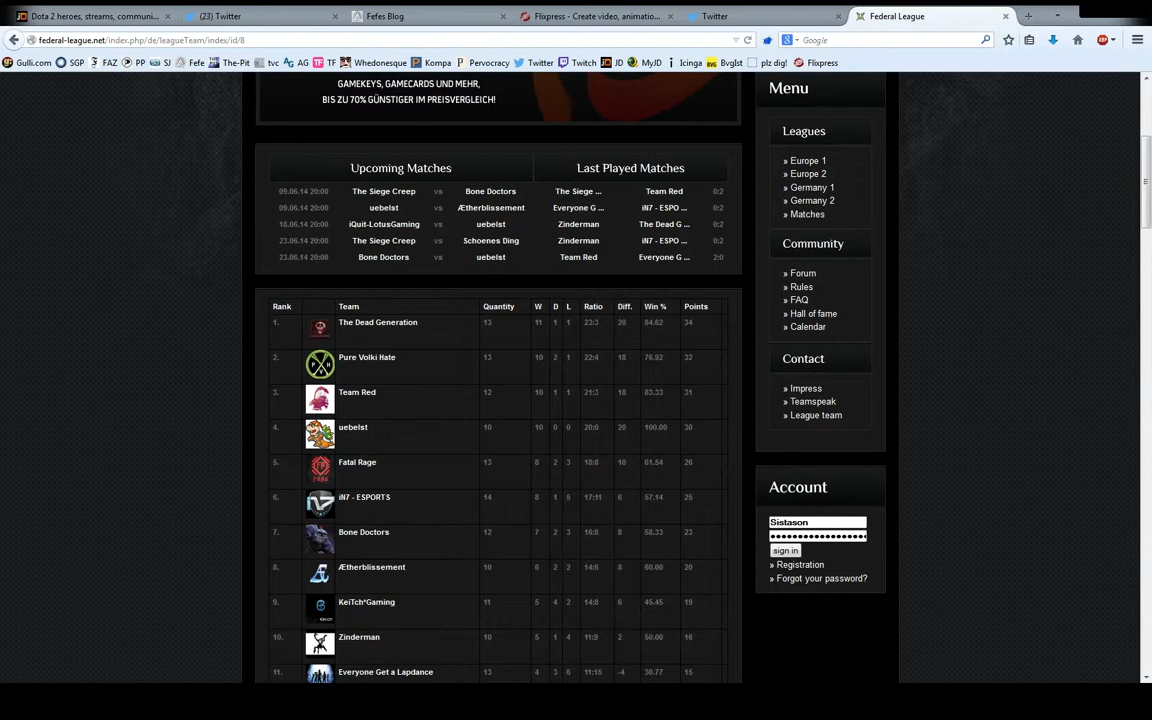 Dota 2 heroes, streams, communi... (23) Twitter Fefes Blog Flixpress - Create video, animatio... Twitter Federal League
federal-league.net/index.php/de/leagueTeam/index/id/8 Google
Gulli.com SGP FAZ PP SJ Fefe The-Pit tvc AG TF Whedonesque Kompa Pervocracy Twitter Twitch JD MyJD Icinga BvgIst plz dig! Flixpress
GAMEKEYS, GAMECARDS UND MEHR,
BIS ZU 70% GÜNSTIGER IM PREISVERGLEICH!
Upcoming Matches Last Played Matches
09.06.14 20:00 The Siege Creep vs Bone Doctors The Siege ... Team Red 0:2
09.06.14 20:00 uebelst vs Ætherblissement Everyone G ... iN7 - ESPO ... 0:2
18.06.14 20:00 iQuit-LotusGaming vs uebelst Zinderman The Dead G ... 0:2
23.06.14 20:00 The Siege Creep vs Schoenes Ding Zinderman iN7 - ESPO ... 0:2
23.06.14 20:00 Bone Doctors vs uebelst Team Red Everyone G ... 2:0
Rank Team Quantity W D L Ratio Diff. Win % Points
1. The Dead Generation 13 11 1 1 23:3 20 84.62 34
2. Pure Volki Hate 13 10 2 1 22:4 18 76.92 32
3. Team Red 12 10 1 1 21:3 18 83.33 31
4. uebelst 10 10 0 0 20:0 20 100.00 30
5. Fatal Rage 13 8 2 3 18:8 10 61.54 26
6. iN7 - ESPORTS 14 8 1 5 17:11 6 57.14 25
7. Bone Doctors 12 7 2 3 16:8 8 58.33 23
8. Ætherblissement 10 6 2 2 14:6 8 60.00 20
9. KeiTch*Gaming 11 5 4 2 14:8 6 45.45 19
10. Zinderman 10 5 1 4 11:9 2 50.00 16
11. Everyone Get a Lapdance 13 4 3 6 11:15 -4 30.77 15
Menu
Leagues
» Europe 1
» Europe 2
» Germany 1
» Germany 2
» Matches
Community
» Forum
» Rules
» FAQ
» Hall of fame
» Calendar
Contact
» Impress
» Teamspeak
» League team
Account
Sistason
sign in
» Registration
» Forgot your password?